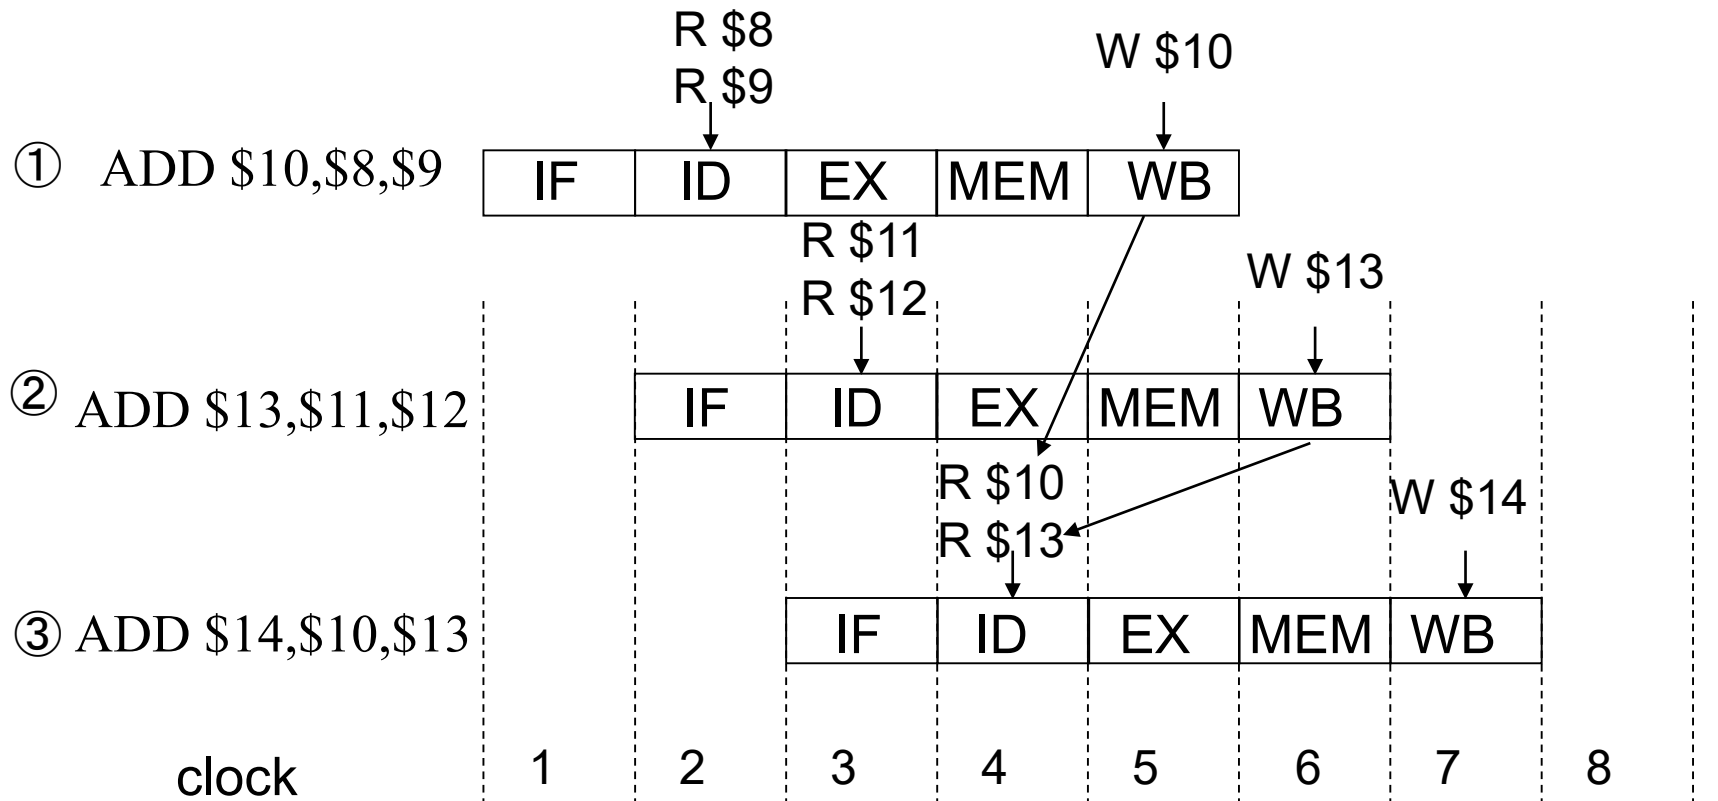 R $8
R $9
W $10
① ADD $10,$8,$9
IF ID EX MEM WB
R $11
R $12
W $13
② ADD $13,$11,$12
IF ID EX MEM WB
R $10
R $13
W $14
③ ADD $14,$10,$13
IF ID EX MEM WB
clock 1 2 3 4 5 6 7 8